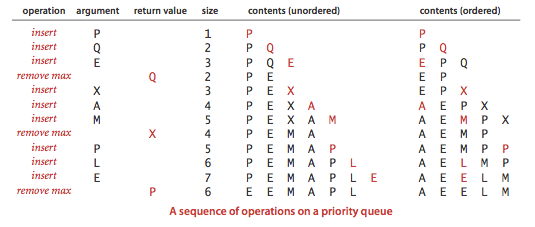 operation argument return value size contents (unordered) contents (ordered)
insert P 1 P P
insert Q 2 P Q P Q
insert E 3 P Q E E P Q
remove max Q 2 P E E P
insert X 3 P E X E P X
insert A 4 P E X A A E P X
insert M 5 P E X A M A E M P X
remove max X 4 P E M A A E M P
insert P 5 P E M A P A E M P P
insert L 6 P E M A P L A E L M P
insert E 7 P E M A P L E A E E L M
remove max P 6 E E M A P L A E E L M
A sequence of operations on a priority queue